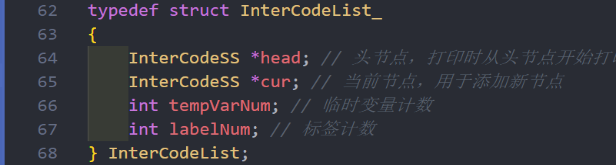 62 typedef struct InterCodeList_
63 {
64 InterCodeSS *head; // 头节点，打印时从头节点开始打
65 InterCodeSS *cur; // 当前节点，用于添加新节点
66 int tempVarNum; // 临时变量计数
67 int labelNum; // 标签计数
68 } InterCodeList;